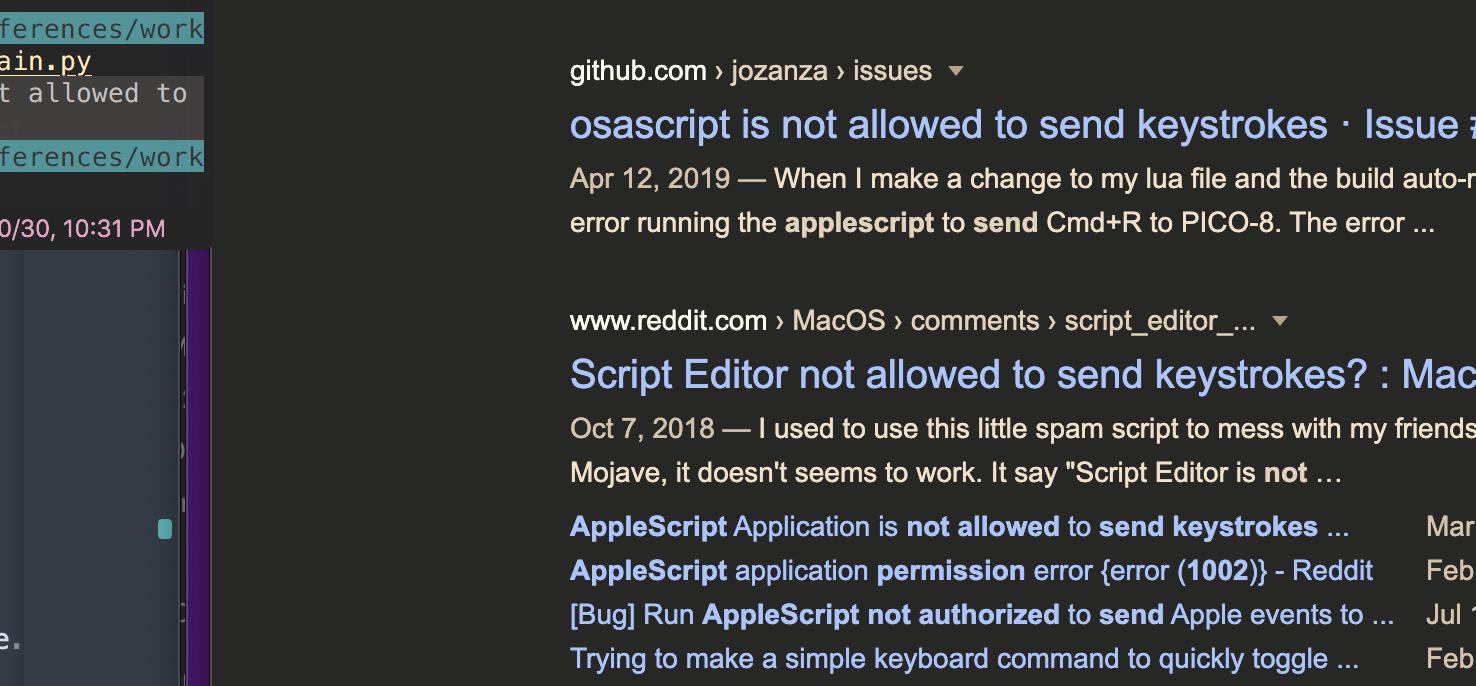 ferences/work
ain.py
t allowed to
ferences/work
0/30, 10:31 PM
e.
github.com › jozanza › issues
osascript is not allowed to send keystrokes · Issue
Apr 12, 2019 — When I make a change to my lua file and the build auto-r
error running the applescript to send Cmd+R to PICO-8. The error ...
www.reddit.com › MacOS › comments › script_editor_...
Script Editor not allowed to send keystrokes? : Mac
Oct 7, 2018 — I used to use this little spam script to mess with my friends
Mojave, it doesn't seems to work. It say "Script Editor is not ...
AppleScript Application is not allowed to send keystrokes ... Mar
AppleScript application permission error {error (1002)} - Reddit Feb
[Bug] Run AppleScript not authorized to send Apple events to ... Jul
Trying to make a simple keyboard command to quickly toggle ... Feb